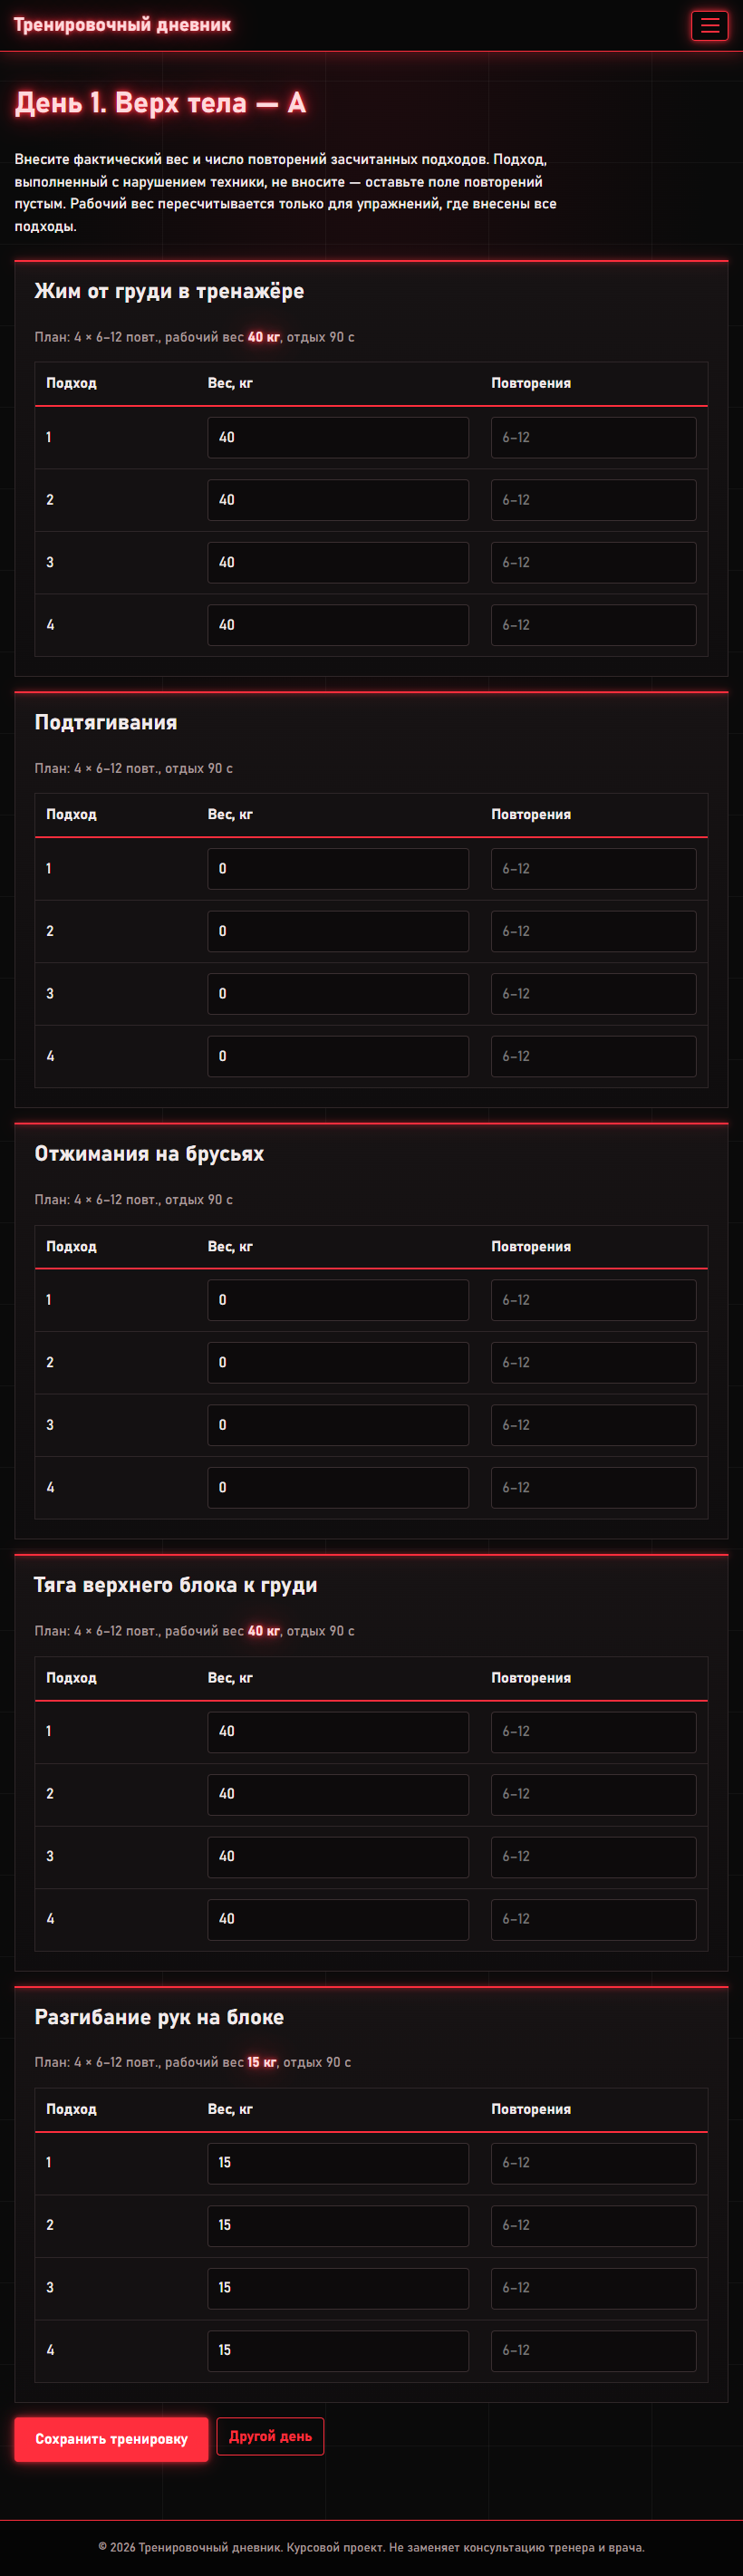 Тренировочный дневник
День 1. Верх тела — А
Внесите фактический вес и число повторений засчитанных подходов. Подход,
выполненный с нарушением техники, не вносите — оставьте поле повторений
пустым. Рабочий вес пересчитывается только для упражнений, где внесены все
подходы.
Жим от груди в тренажёре
План: 4 × 6–12 повт., рабочий вес 40 кг, отдых 90 с
Подход Вес, кг Повторения
1 40 6–12
2 40 6–12
3 40 6–12
4 40 6–12
Подтягивания
План: 4 × 6–12 повт., отдых 90 с
Подход Вес, кг Повторения
1 0 6–12
2 0 6–12
3 0 6–12
4 0 6–12
Отжимания на брусьях
План: 4 × 6–12 повт., отдых 90 с
Подход Вес, кг Повторения
1 0 6–12
2 0 6–12
3 0 6–12
4 0 6–12
Тяга верхнего блока к груди
План: 4 × 6–12 повт., рабочий вес 40 кг, отдых 90 с
Подход Вес, кг Повторения
1 40 6–12
2 40 6–12
3 40 6–12
4 40 6–12
Разгибание рук на блоке
План: 4 × 6–12 повт., рабочий вес 15 кг, отдых 90 с
Подход Вес, кг Повторения
1 15 6–12
2 15 6–12
3 15 6–12
4 15 6–12
Сохранить тренировку Другой день
© 2026 Тренировочный дневник. Курсовой проект. Не заменяет консультацию тренера и врача.